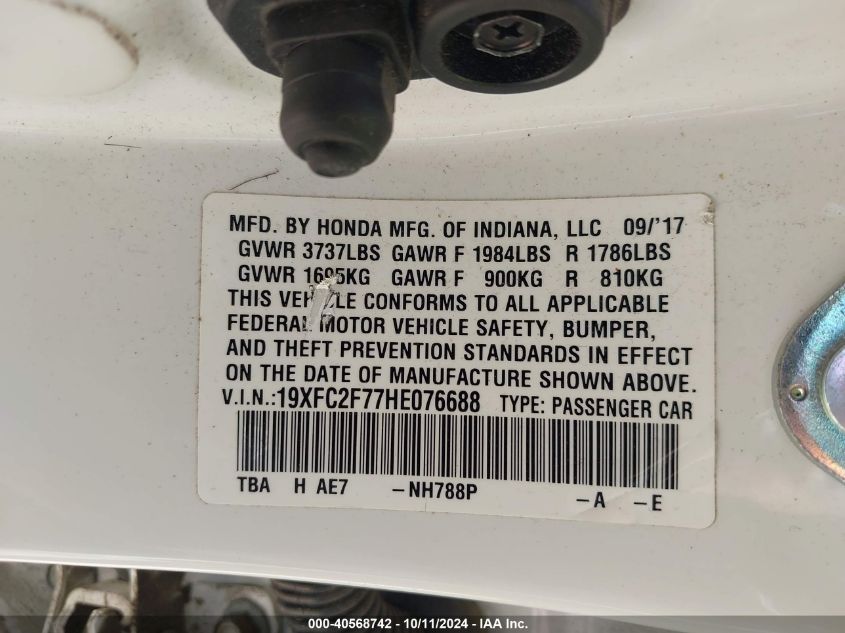 MFD. BY HONDA MFG. OF INDIANA, LLC 09/'17
GVWR 3737LBS GAWR F 1984LBS R 1786LBS
GVWR 1695KG GAWR F 900KG R 810KG
THIS VEHICLE CONFORMS TO ALL APPLICABLE
FEDERAL MOTOR VEHICLE SAFETY, BUMPER,
AND THEFT PREVENTION STANDARDS IN EFFECT
ON THE DATE OF MANUFACTURE SHOWN ABOVE.
V.I.N.:19XFC2F77HE076688 TYPE: PASSENGER CAR
TBA H AE7 -NH788P -A -E
000-40568742 - 10/11/2024 - IAA Inc.